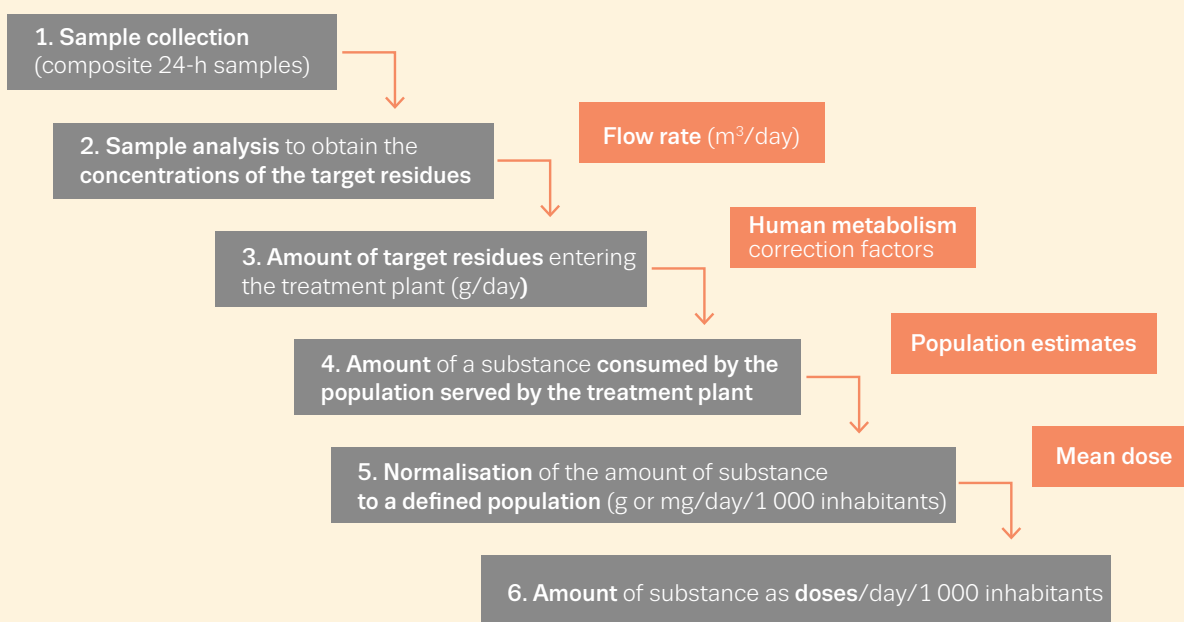 1. Sample collection
(composite 24-h samples)
2. Sample analysis to obtain the
concentrations of the target residues
Flow rate (m³/day)
3. Amount of target residues entering
the treatment plant (g/day)
Human metabolism
correction factors
4. Amount of a substance consumed by the
population served by the treatment plant
Population estimates
5. Normalisation of the amount of substance
to a defined population (g or mg/day/1 000 inhabitants)
Mean dose
6. Amount of substance as doses/day/1 000 inhabitants